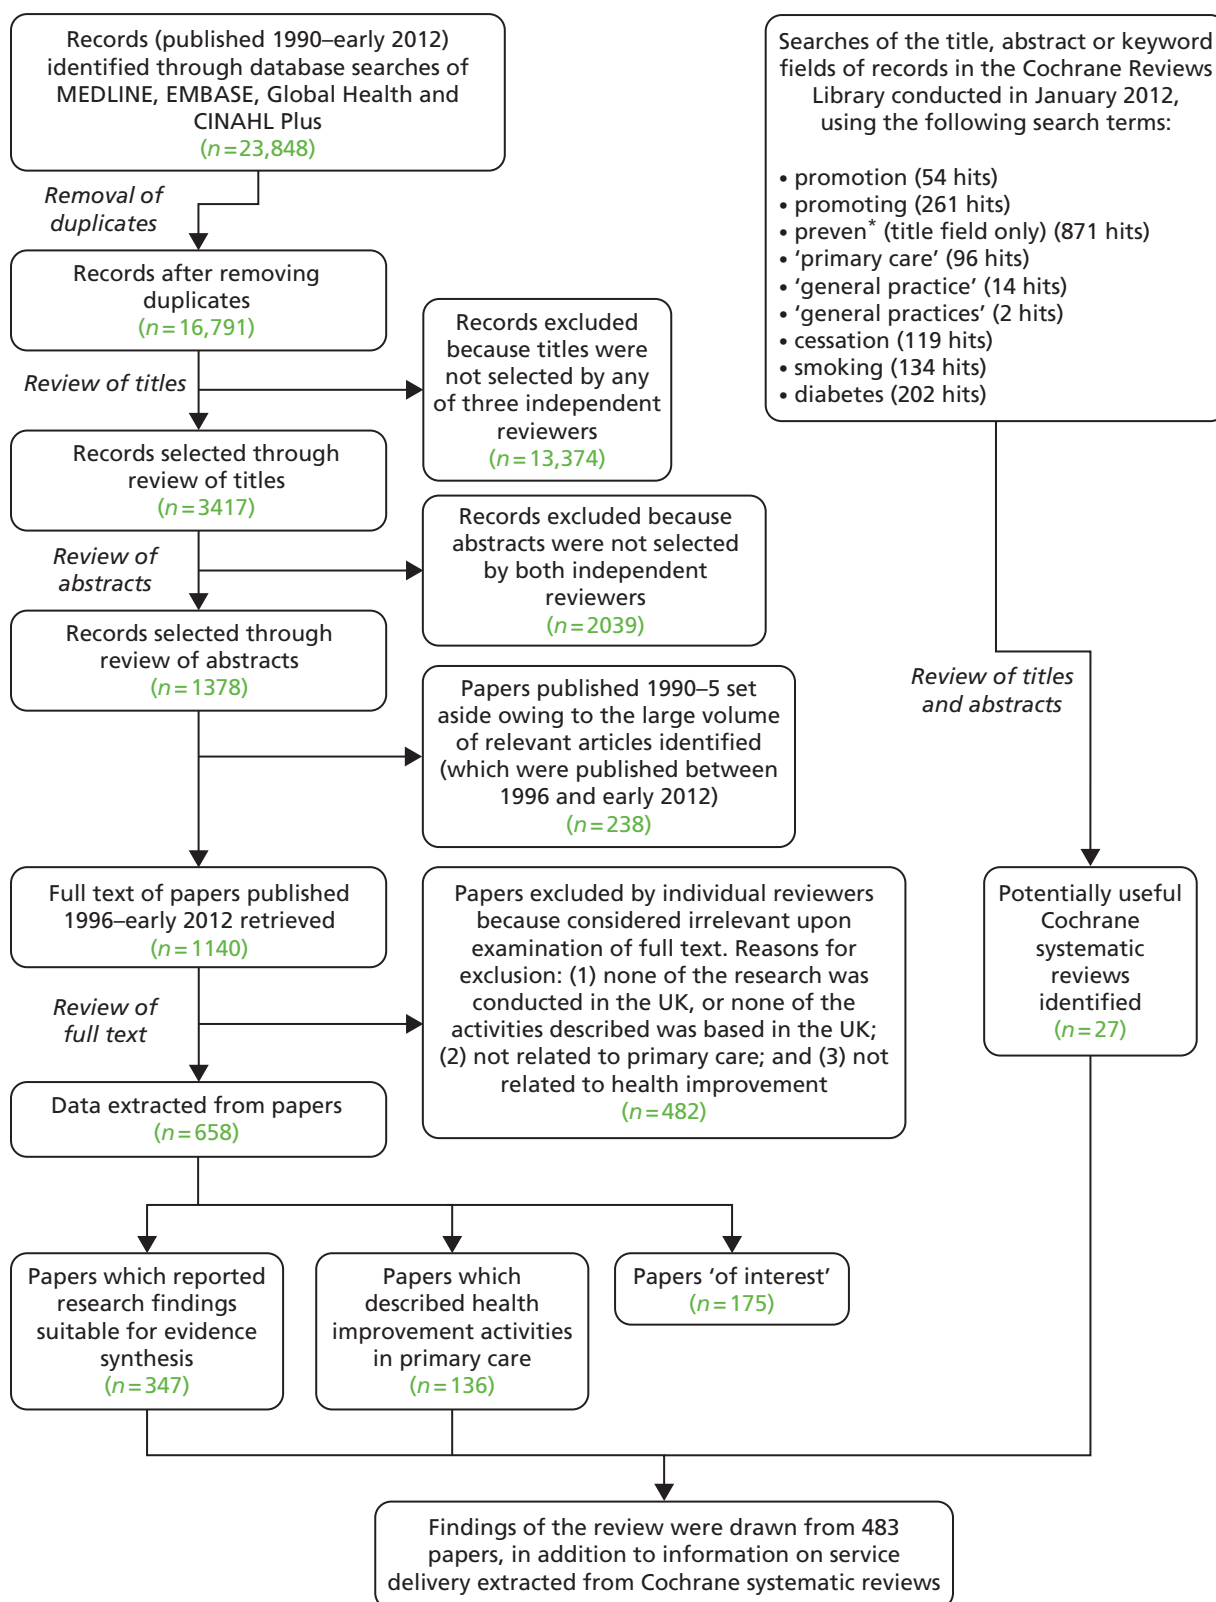 Records (published 1990–early 2012)
identified through database searches of
MEDLINE, EMBASE, Global Health and
CINAHL Plus
(n=23,848)
Removal of
duplicates
Records after removing
duplicates
(n=16,791)
Review of titles
Records excluded
because titles were
not selected by any
of three independent
reviewers
(n=13,374)
Records selected through
review of titles
(n=3417)
Review of
abstracts
Records excluded because
abstracts were not selected
by both independent
reviewers
(n=2039)
Records selected through
review of abstracts
(n=1378)
Papers published 1990–5 set
aside owing to the large volume
of relevant articles identified
(which were published between
1996 and early 2012)
(n=238)
Full text of papers published
1996–early 2012 retrieved
(n=1140)
Review of
full text
Papers excluded by individual reviewers
because considered irrelevant upon
examination of full text. Reasons for
exclusion: (1) none of the research was
conducted in the UK, or none of the
activities described was based in the UK;
(2) not related to primary care; and (3) not
related to health improvement
(n=482)
Data extracted from papers
(n=658)
Papers which reported
research findings
suitable for evidence
synthesis
(n=347)
Papers which
described health
improvement activities
in primary care
(n=136)
Papers ‘of interest’
(n=175)
Searches of the title, abstract or keyword
fields of records in the Cochrane Reviews
Library conducted in January 2012,
using the following search terms:
• promotion (54 hits)
• promoting (261 hits)
• preven* (title field only) (871 hits)
• ‘primary care’ (96 hits)
• ‘general practice’ (14 hits)
• ‘general practices’ (2 hits)
• cessation (119 hits)
• smoking (134 hits)
• diabetes (202 hits)
Review of titles
and abstracts
Potentially useful
Cochrane
systematic
reviews
identified
(n=27)
Findings of the review were drawn from 483
papers, in addition to information on service
delivery extracted from Cochrane systematic reviews